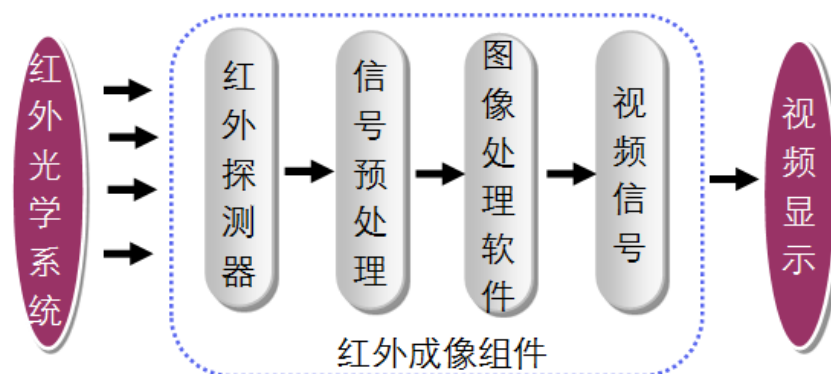 红外光学系统
红外探测器
信号预处理
图像处理软件
视频信号
视频显示
红外成像组件